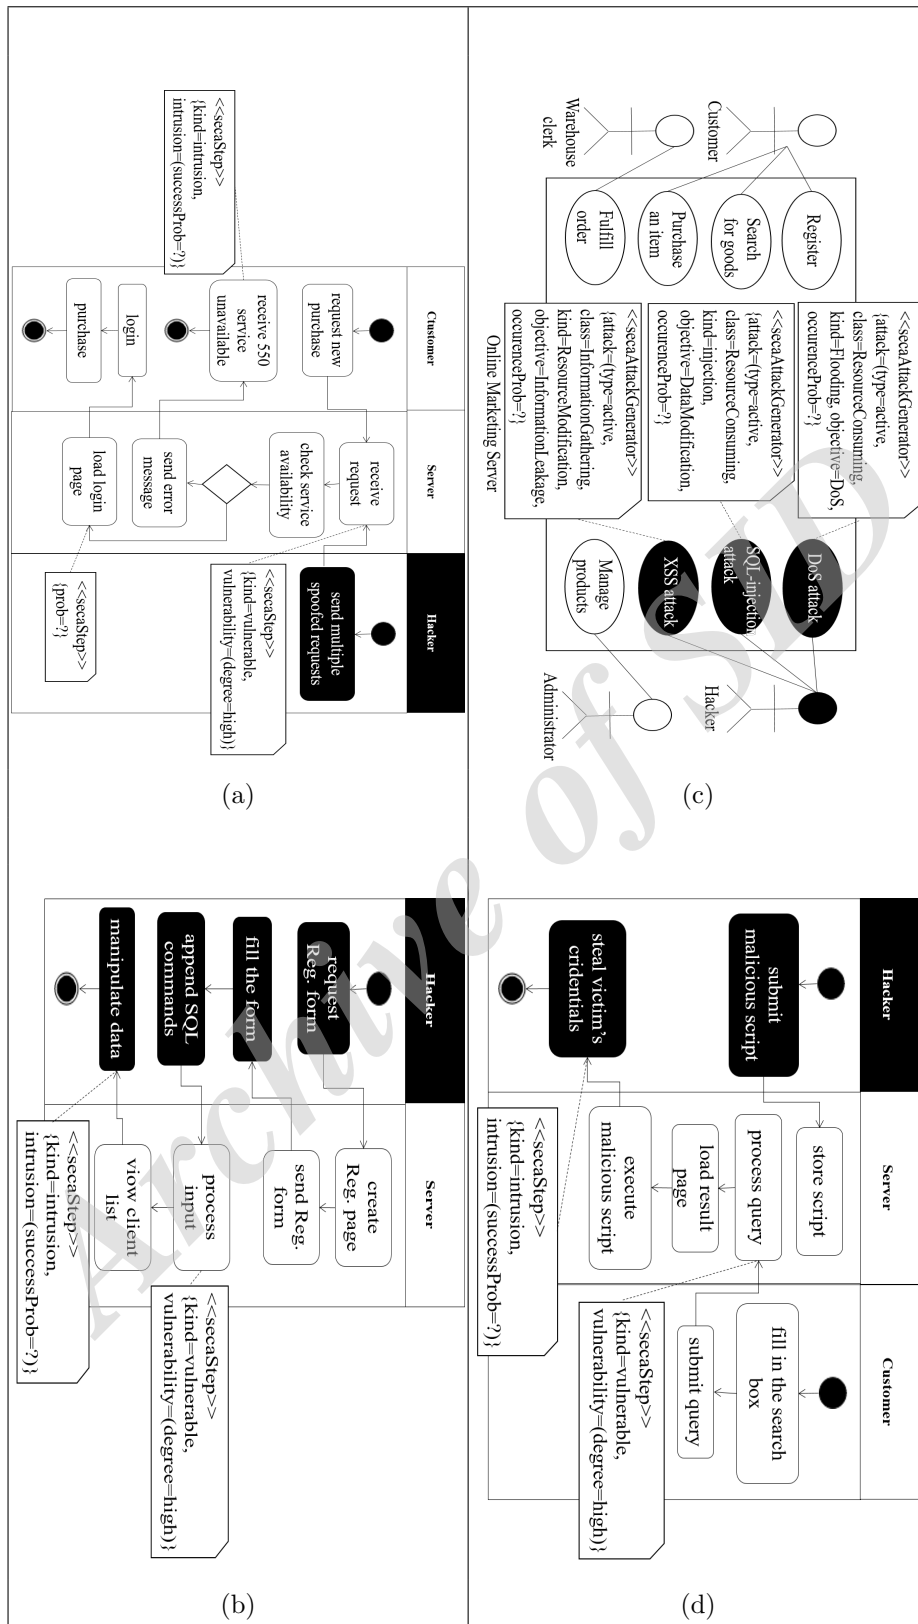 Customer
Warehouse
clerk
Register
Search
for goods
Purchase
an item
Fulfill
order
<<secaAttackGenerator>>
{attack=(type=active,
class=ResourceConsuming,
kind=Flooding, objective=DoS,
occurenceProb=?}
<<secaAttackGenerator>>
{attack=(type=active,
class=ResourceConsuming,
kind=injection,
objective=DataModification,
occurenceProb=?}
<<secaAttackGenerator>>
{attack=(type=active,
class=InformationGathering,
kind=ResourceModification,
objective=InformationLeakage,
occurenceProb=?}
Online Marketing Server
DoS attack
SQL-injection
attack
XSS attack
Manage
products
Hacker
Administrator
(c)
Hacker
Server
Customer
submit
malicious script
steal victim's
cridentials
store script
process query
load result
page
execute
malicious script
fill in the search
box
submit query
<<secaStep>>
{kind=intrusion,
intrusion=(successProb=?)}
<<secaStep>>
{kind=vulnerable,
vulnerability=(degree=high)}
(d)
Ctustomer
Server
Hacker
request new
purchase
receive 550
service
unavailable
login
purchase
receive
request
check service
availability
send error
message
load login
page
send multiple
spoofed requests
<<secaStep>>
{kind=intrusion,
intrusion=(successProb=?)}
<<secaStep>>
{kind=vulnerable,
vulnerability=(degree=high)}
<<secaStep>>
{prob=?}
(a)
Hacker
Server
request
Reg. form
fill the form
append SQL
commands
manipulate data
create
Reg. page
send Reg.
form
process
input
viow client
list
<<secaStep>>
{kind=intrusion,
intrusion=(successProb=?)}
<<secaStep>>
{kind=vulnerable,
vulnerability=(degree=high)}
(b)
Archive of SID